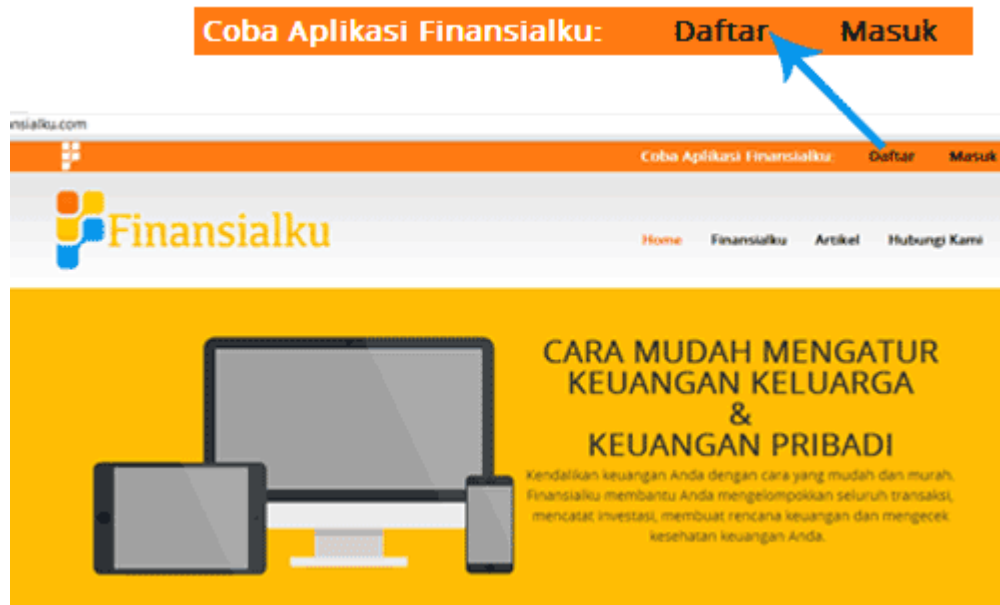 Coba Aplikasi Finansialku: Daftar Masuk
nsialku.com
Coba Aplikasi Finansialku: Daftar Masuk
Finansialku
Home Finansialku Artikel Hubungi Kami
CARA MUDAH MENGATUR
KEUANGAN KELUARGA
&
KEUANGAN PRIBADI
Kendalikan keuangan Anda dengan cara yang mudah dan murah.
Finansialku membantu Anda mengelompokkan seluruh transaksi,
mencatat investasi, membuat rencana keuangan dan mengecek
kesehatan keuangan Anda.